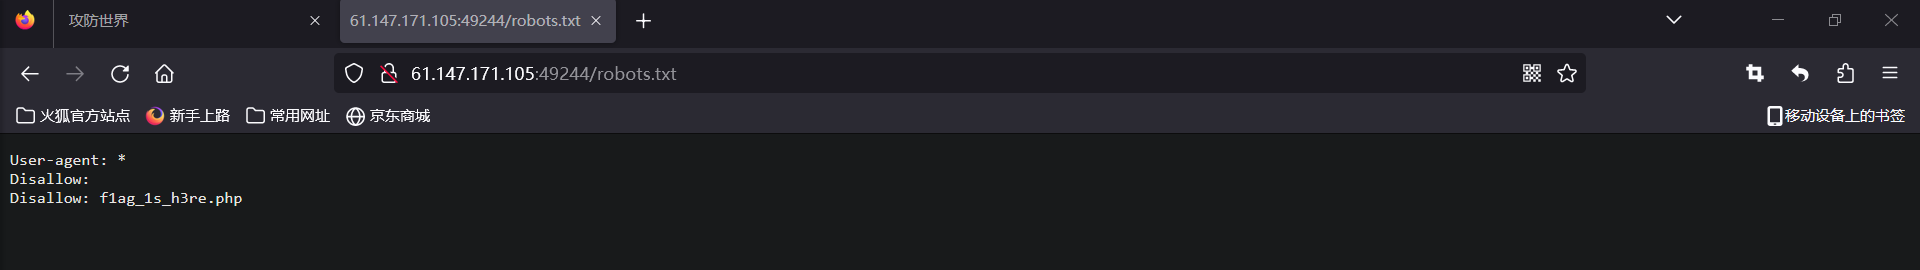 攻防世界
61.147.171.105:49244/robots.txt
61.147.171.105:49244/robots.txt
火狐官方站点 新手上路 常用网址 京东商城 移动设备上的书签
User-agent: *
Disallow:
Disallow: f1ag_1s_h3re.php